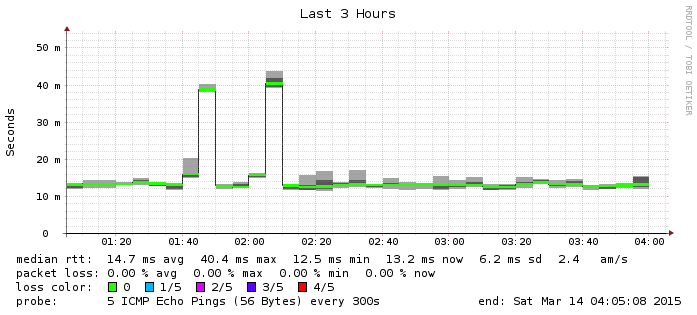 Last 3 Hours
RRDTOOL / TOBI OETIKER
Seconds
50 m
40 m
30 m
20 m
10 m
0
01:20 01:40 02:00 02:20 02:40 03:00 03:20 03:40 04:00
median rtt: 14.7 ms avg 40.4 ms max 12.5 ms min 13.2 ms now 6.2 ms sd 2.4 am/s
packet loss: 0.00 % avg 0.00 % max 0.00 % min 0.00 % now
loss color: 0 1/5 2/5 3/5 4/5
probe: 5 ICMP Echo Pings (56 Bytes) every 300s end: Sat Mar 14 04:05:08 2015